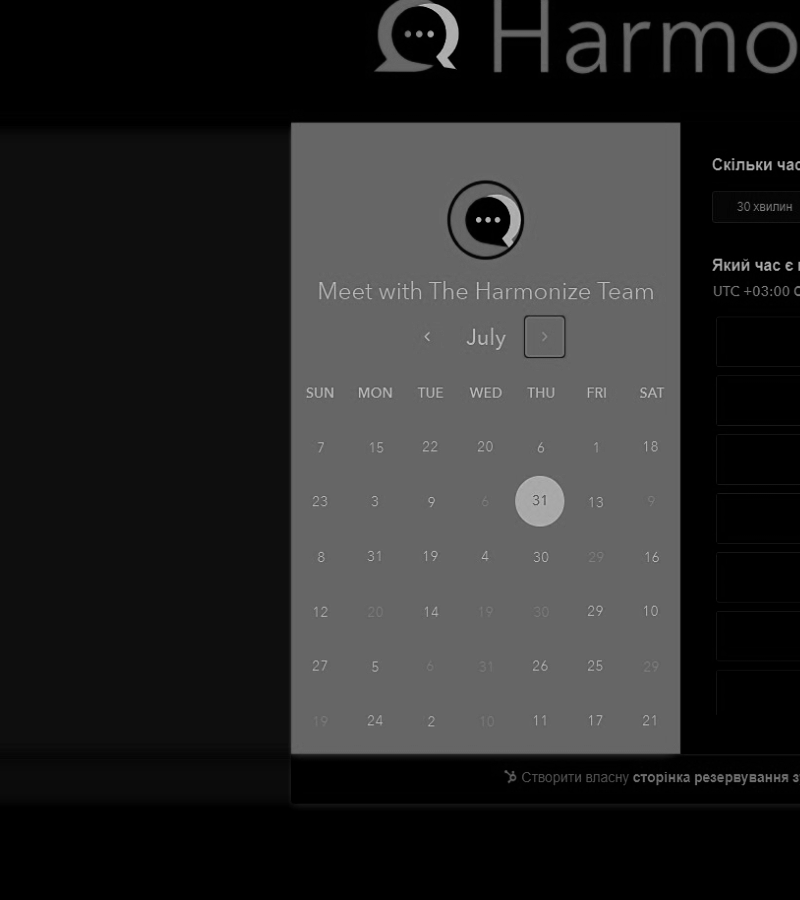 Harmo
Meet with The Harmonize Team
July
SUN MON TUE WED THU FRI SAT
7 15 22 20 6 1 18
23 3 9 6 31 13 9
8 31 19 4 30 29 16
12 20 14 19 30 29 10
27 5 6 31 26 25 29
19 24 2 10 11 17 21
Скільки час
30 хвилин
Який час є
UTC +03:00
Створити власну сторінка резервування з